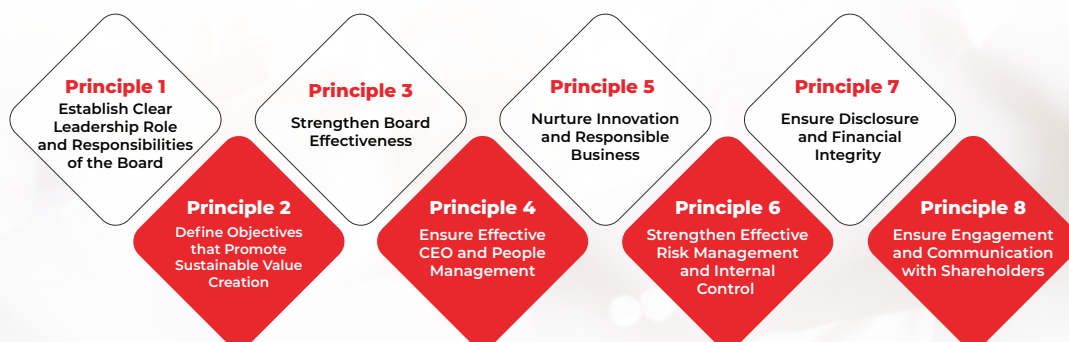 Principle 1
Establish Clear
Leadership Role
and Responsibilities
of the Board
Principle 2
Define Objectives
that Promote
Sustainable Value
Creation
Principle 3
Strengthen Board
Effectiveness
Principle 4
Ensure Effective
CEO and People
Management
Principle 5
Nurture Innovation
and Responsible
Business
Principle 6
Strengthen Effective
Risk Management
and Internal
Control
Principle 7
Ensure Disclosure
and Financial
Integrity
Principle 8
Ensure Engagement
and Communication
with Shareholders